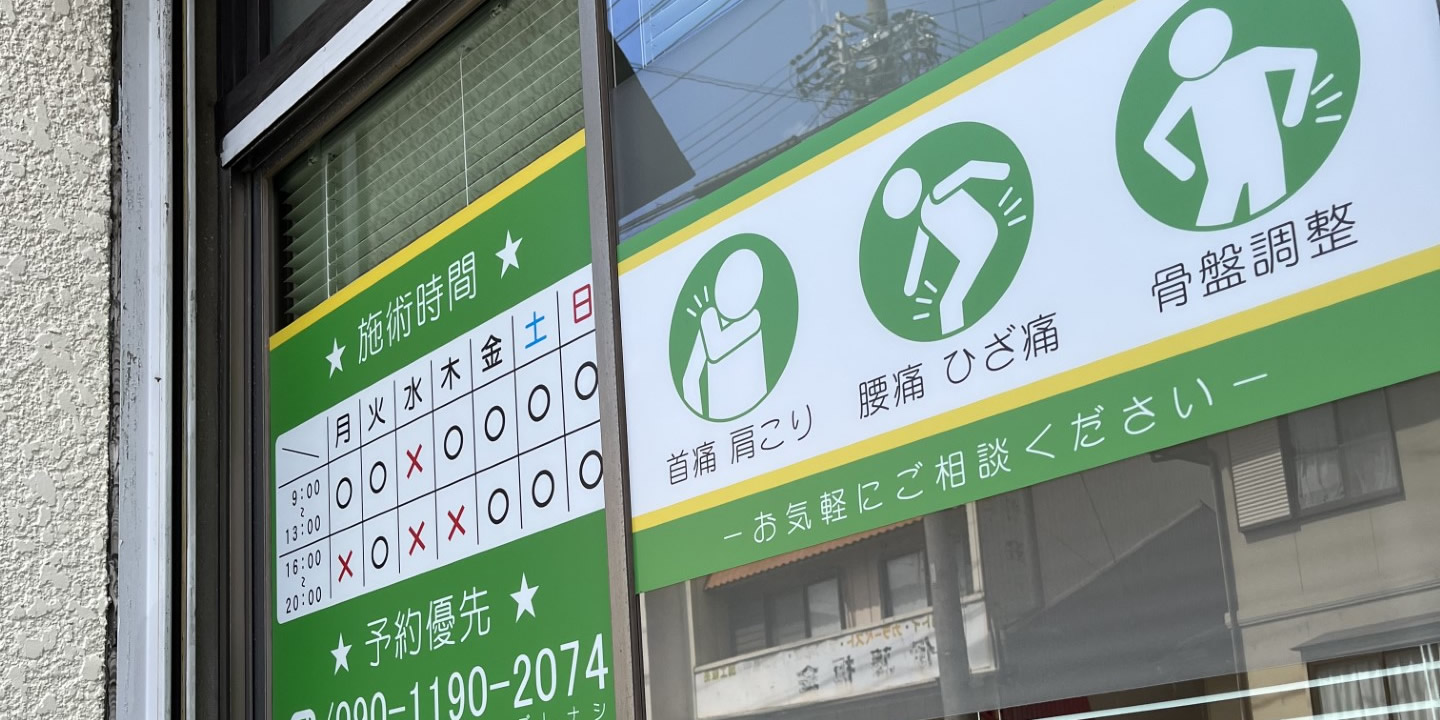 ★ 施術時間 ★
月 火 水 木 金 土 日
9:00〜13:00 ○ ○ × ○ ○ ○ ○
16:00〜20:00 × ○ × × ○ ○ ○
★ 予約優先 ★
090-1190-2074
首痛 肩こり
腰痛 ひざ痛
骨盤調整
－お気軽にご相談ください－